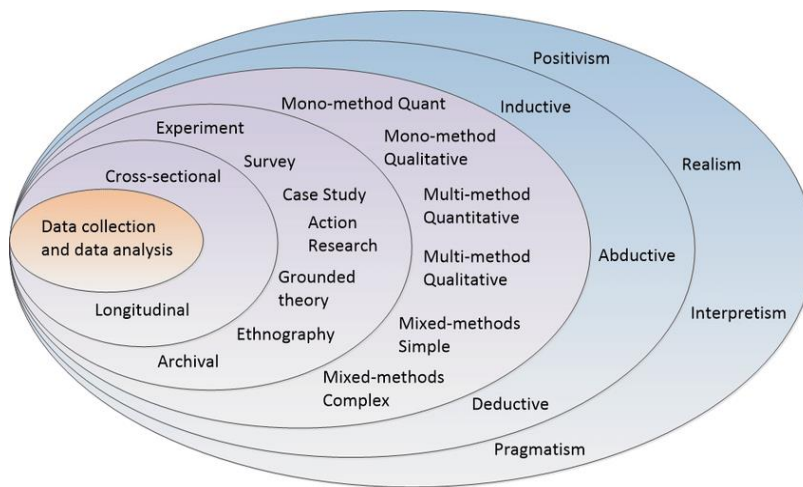 Positivism
Realism
Interpretism
Pragmatism
Inductive
Abductive
Deductive
Mono-method Quant
Mono-method
Qualitative
Multi-method
Quantitative
Multi-method
Qualitative
Mixed-methods
Simple
Mixed-methods
Complex
Experiment
Survey
Case Study
Action
Research
Grounded
theory
Ethnography
Archival
Cross-sectional
Longitudinal
Data collection
and data analysis